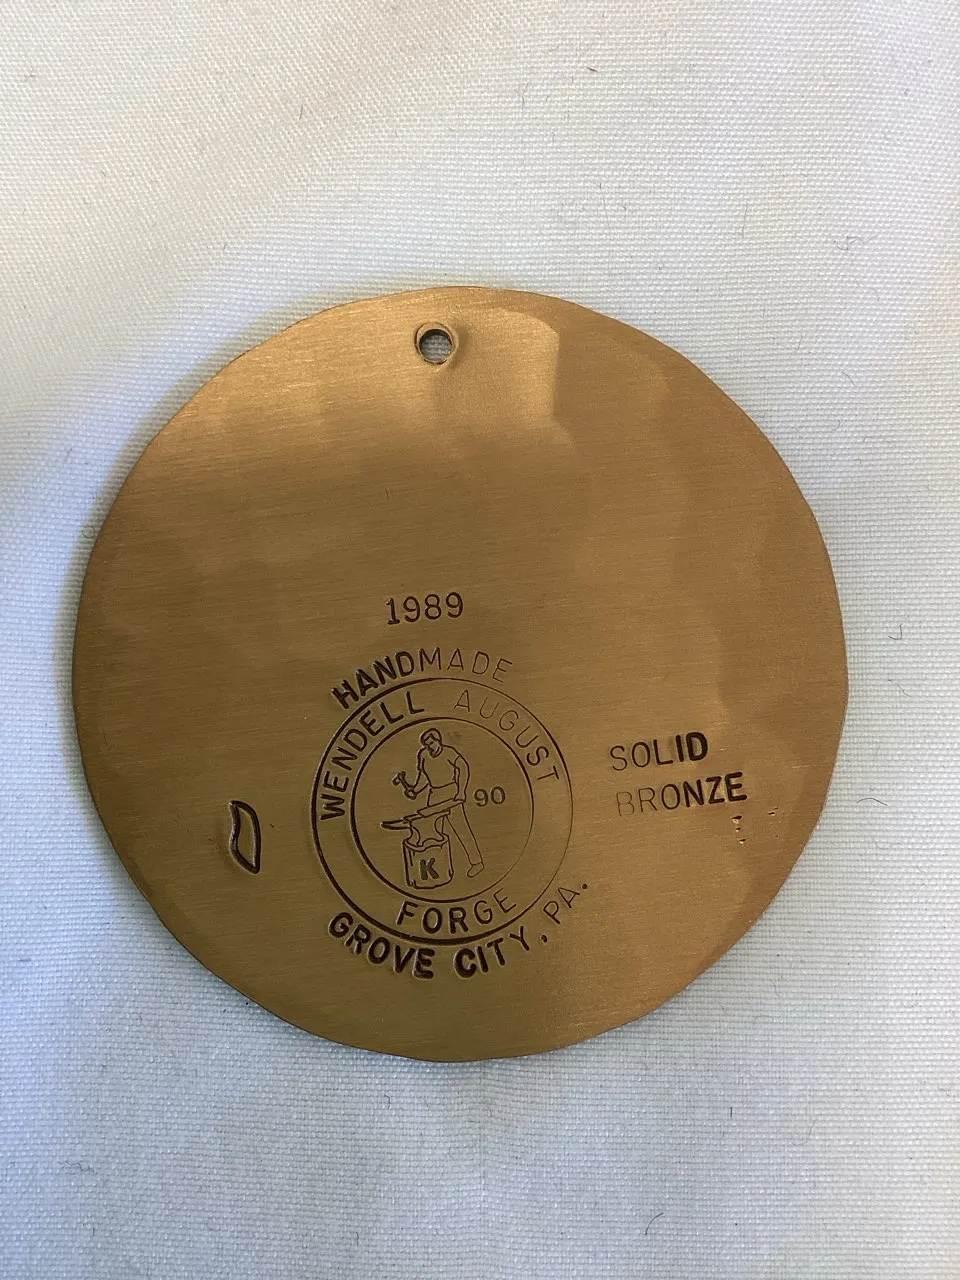 1989
HANDMADE
WENDELL AUGUST
90
K
FORGE
GROVE CITY, PA.
SOLID
BRONZE